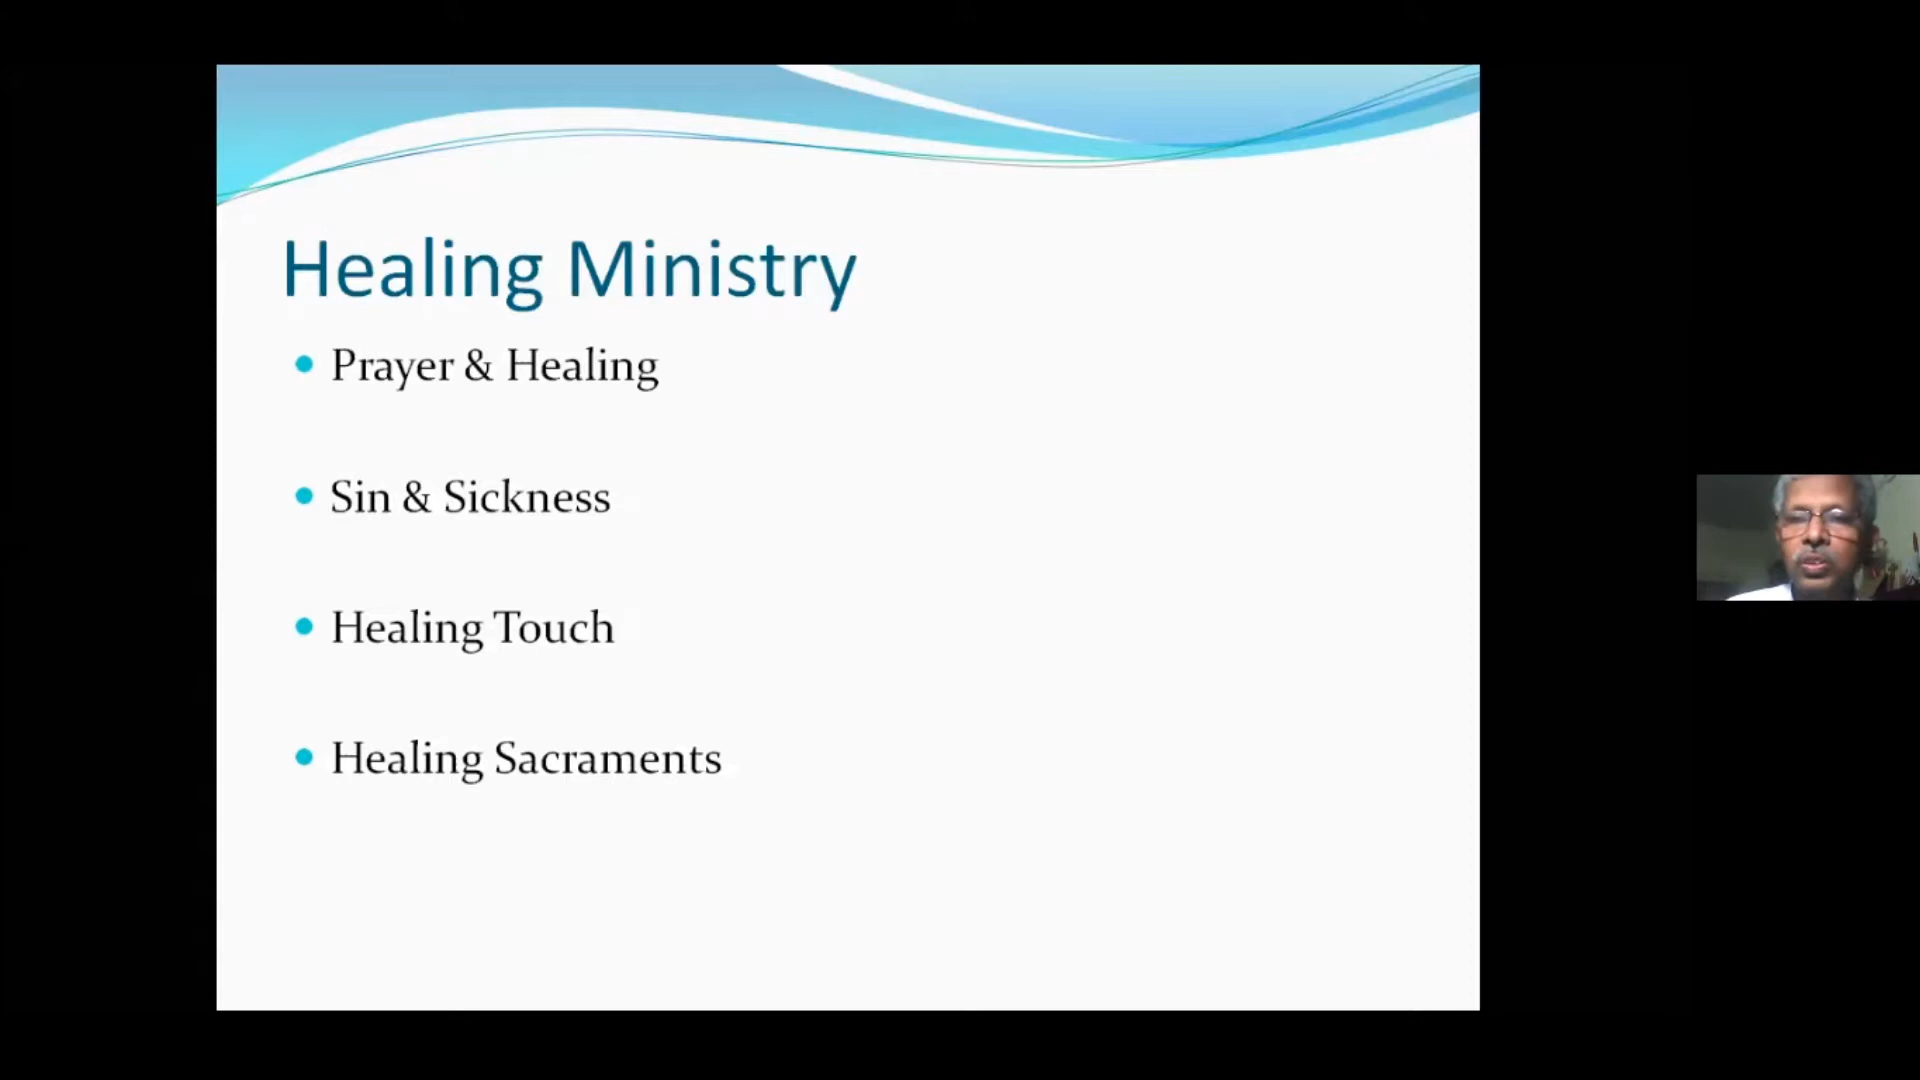 Healing Ministry
Prayer & Healing
Sin & Sickness
Healing Touch
Healing Sacraments